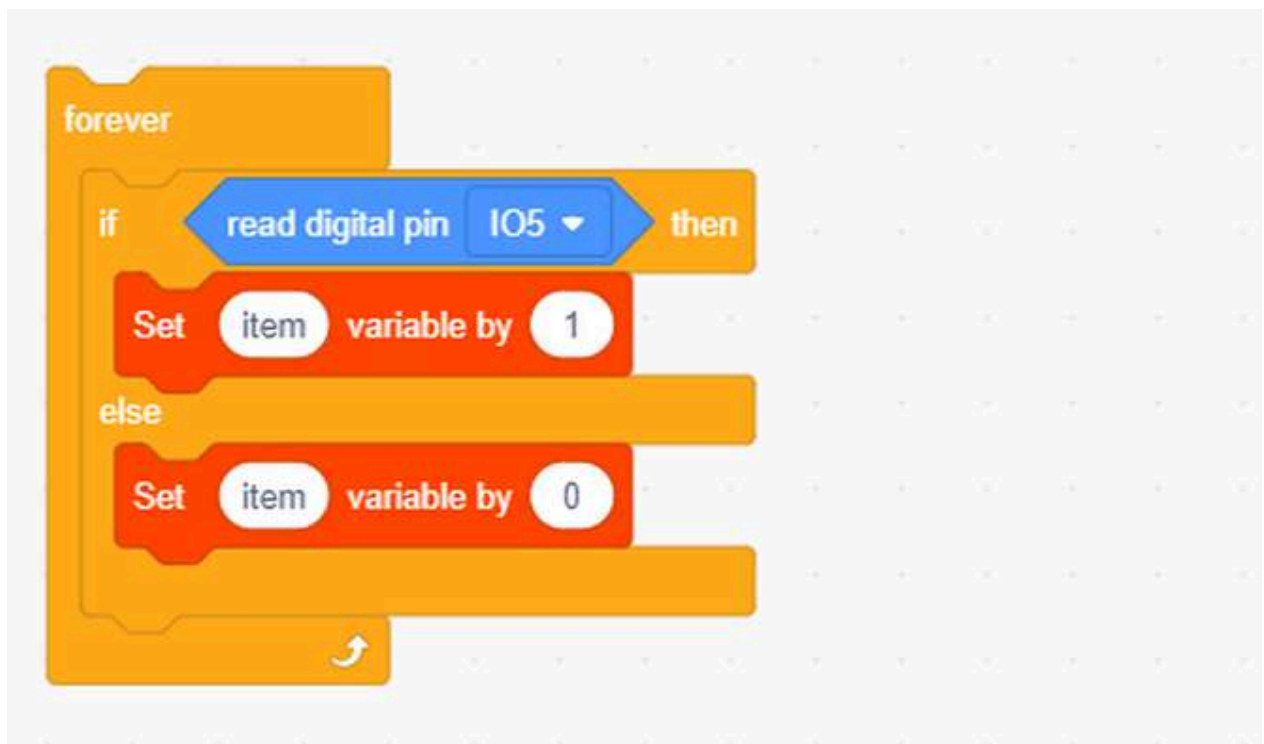 forever
if read digital pin IO5 then
Set item variable by 1
else
Set item variable by 0